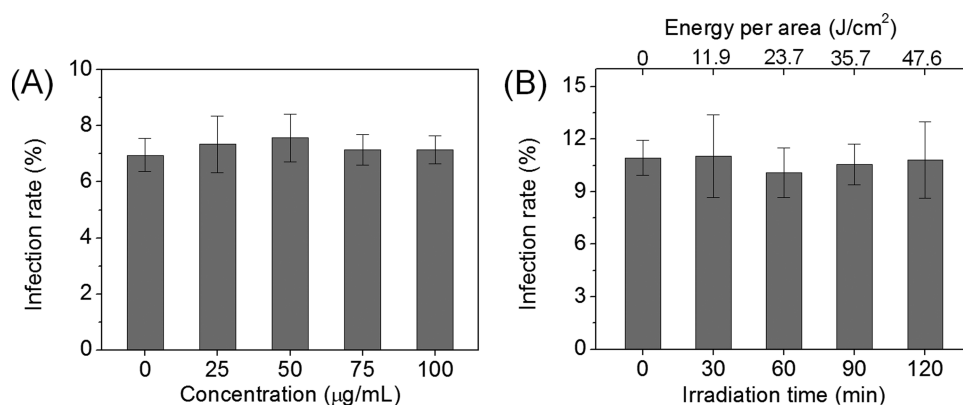 (A)
Infection rate (%)
10
8
6
4
2
0
0 25 50 75 100
Concentration (μg/mL)
(B)
Energy per area (J/cm²)
0 11.9 23.7 35.7 47.6
Infection rate (%)
15
12
9
6
3
0
0 30 60 90 120
Irradiation time (min)